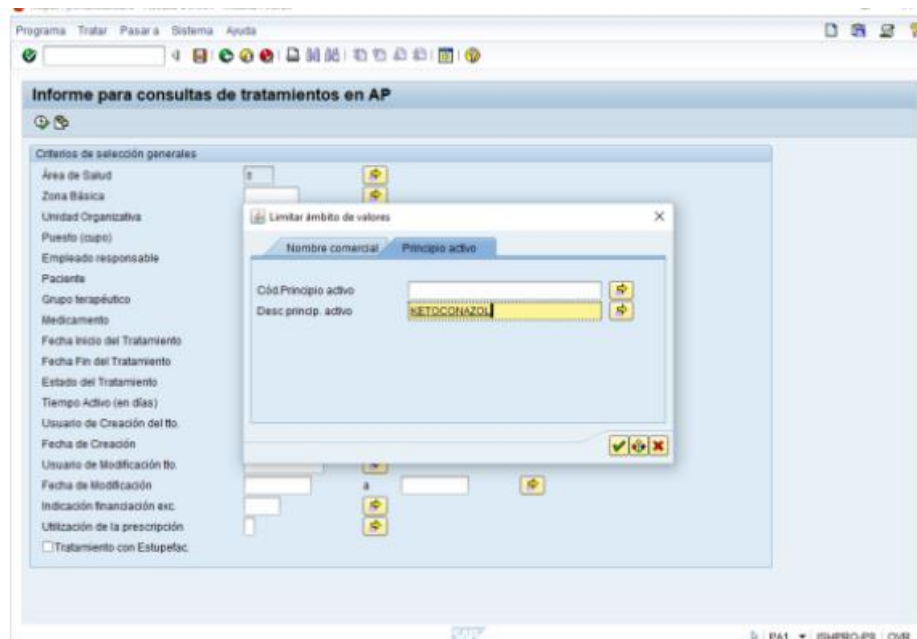 Programa Tratar Pasar a Sistema Ayuda
Informe para consultas de tratamientos en AP
Criterios de selección generales
Área de Salud
Zona Básica
Unidad Organizativa
Puesto (cupo)
Empleado responsable
Paciente
Grupo terapéutico
Medicamento
Fecha Inicio del Tratamiento
Fecha Fin del Tratamiento
Estado del Tratamiento
Tiempo Activo (en días)
Usuario de Creación del tto.
Fecha de Creación
Usuario de Modificación tto.
Fecha de Modificación a
Indicación financiación exc.
Utilización de la prescripción
Tratamiento con Estupefac.
Limitar ámbito de valores
Nombre comercial Principio activo
Cód.Principio activo
Desc princip. activo KETOCONAZOL
SAP
PA1 OVR